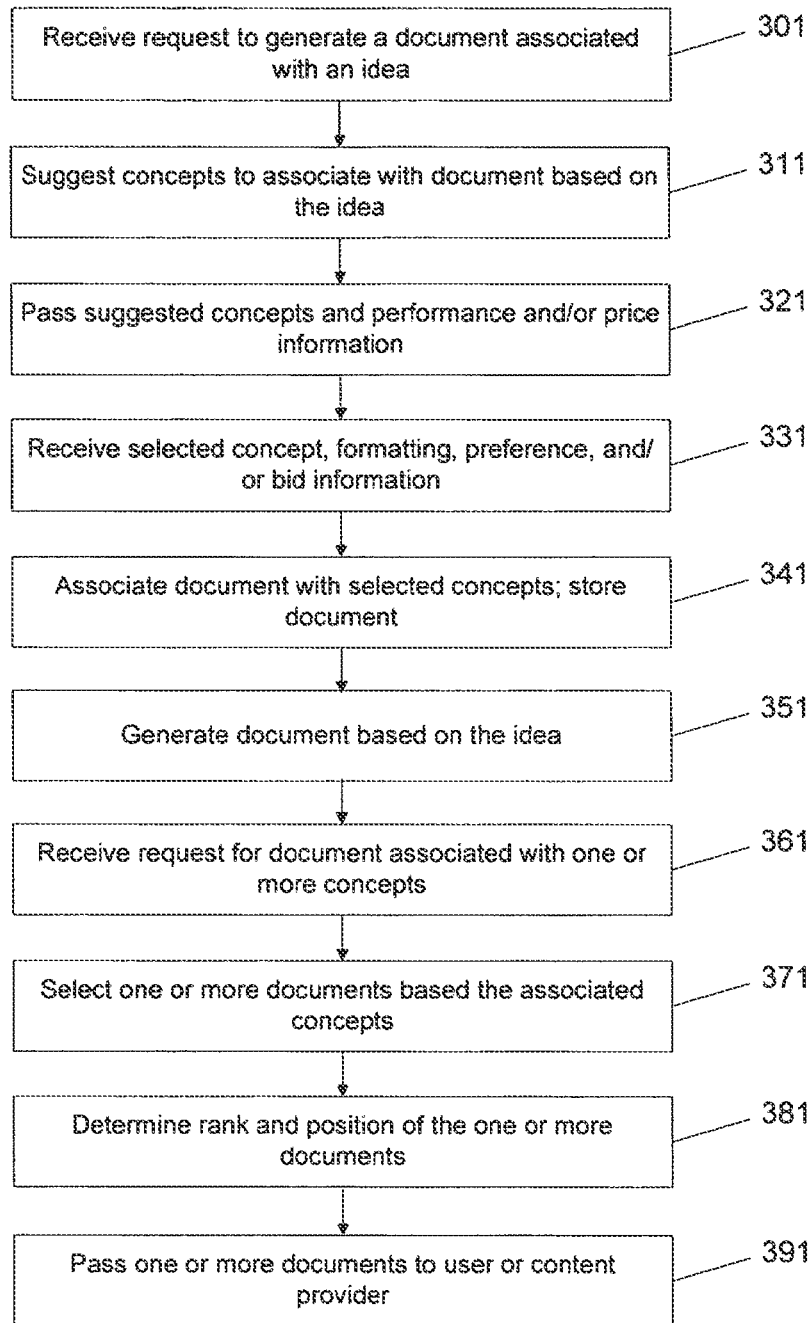 Receive request to generate a document associated
with an idea
301
Suggest concepts to associate with document based on
the idea
311
Pass suggested concepts and performance and/or price
information
321
Receive selected concept, formatting, preference, and/
or bid information
331
Associate document with selected concepts; store
document
341
Generate document based on the idea
351
Receive request for document associated with one or
more concepts
361
Select one or more documents based the associated
concepts
371
Determine rank and position of the one or more
documents
381
Pass one or more documents to user or content
provider
391